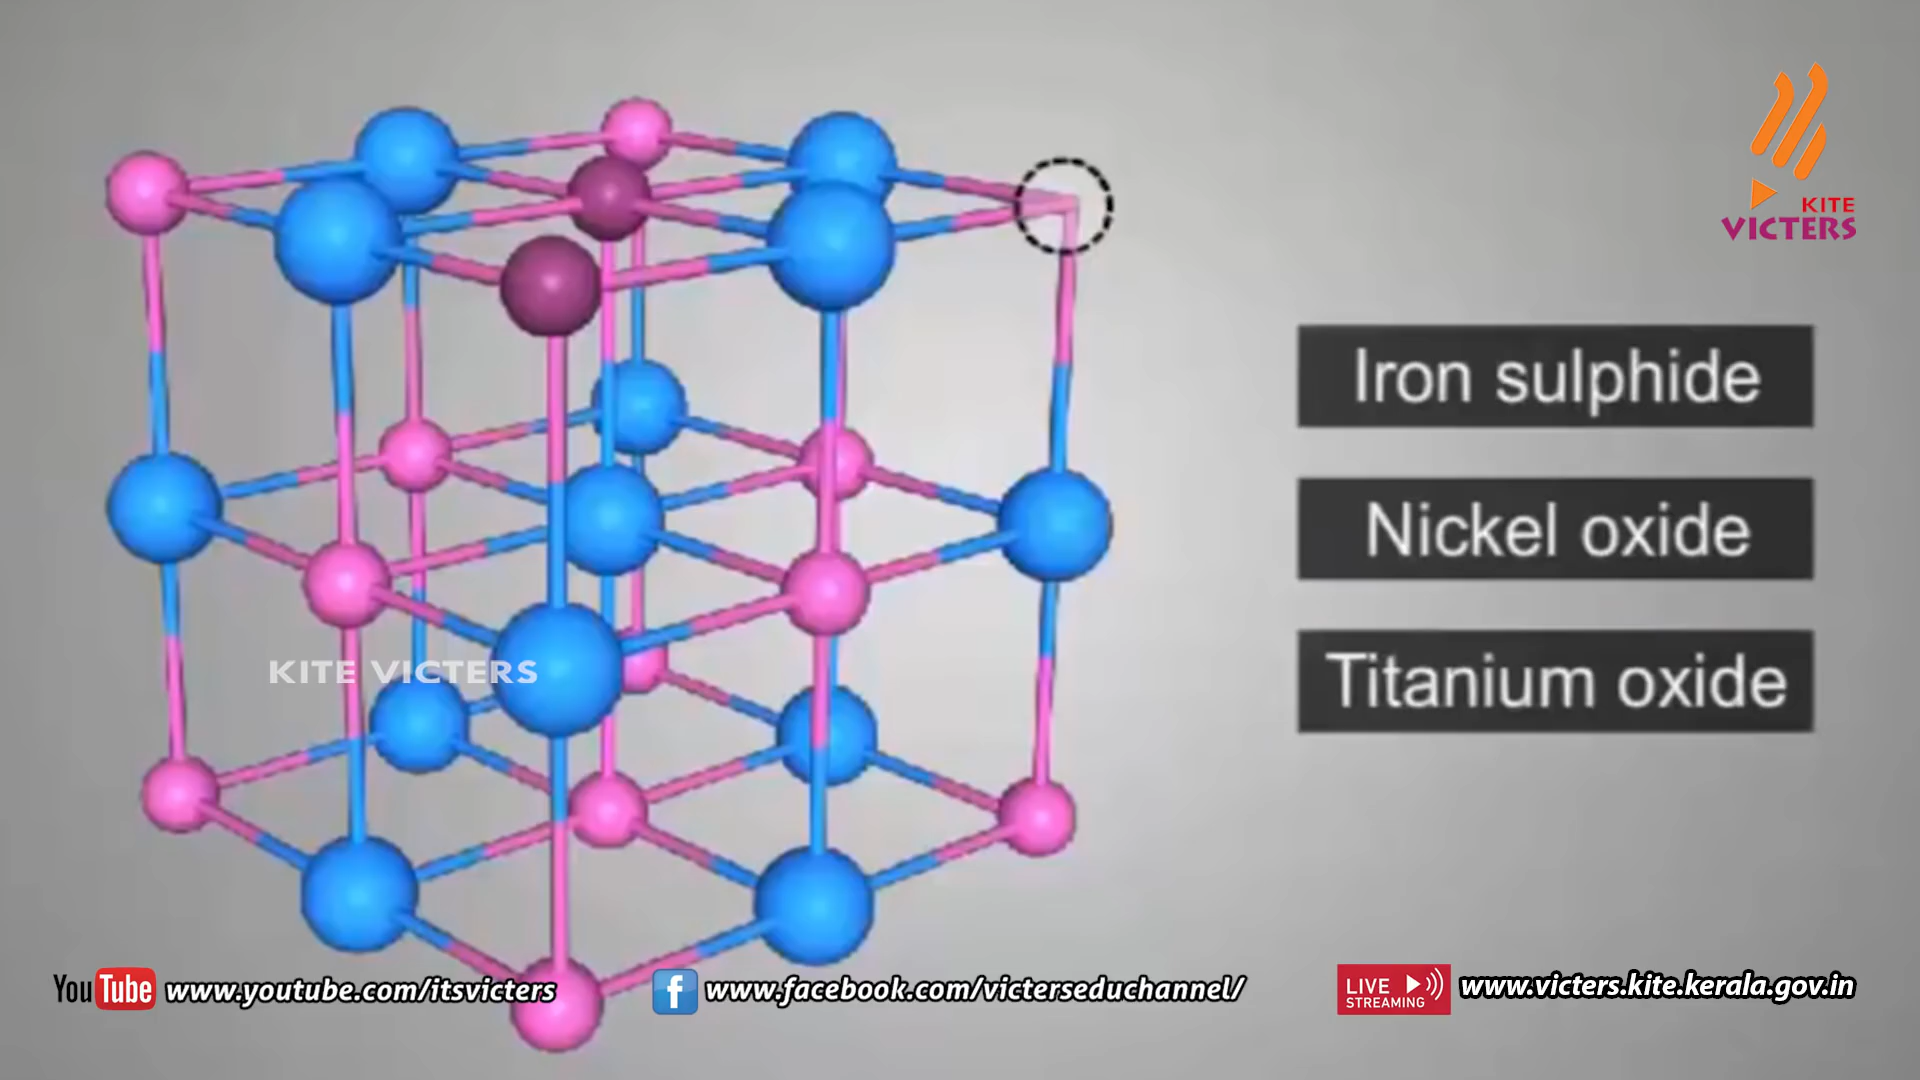 KITE
VICTERS
Iron sulphide
Nickel oxide
Titanium oxide
KITE VICTERS
YouTube www.youtube.com/itsvicters
f www.facebook.com/victerseduchannel/
LIVE STREAMING www.victers.kite.kerala.gov.in